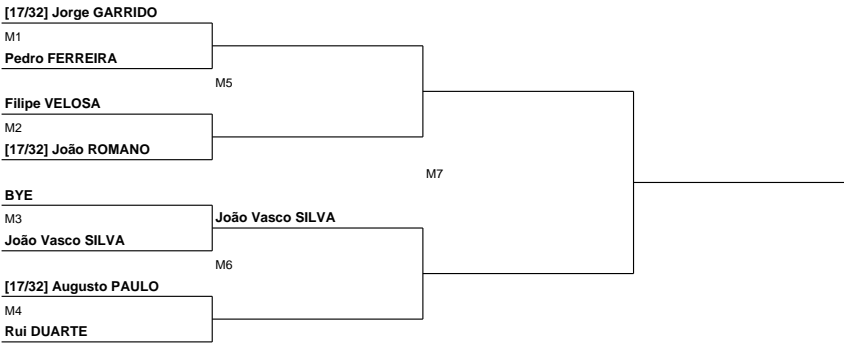 [17/32] Jorge GARRIDO
M1
Pedro FERREIRA
M5
Filipe VELOSA
M2
[17/32] João ROMANO
M7
BYE
M3
João Vasco SILVA
João Vasco SILVA
M6
[17/32] Augusto PAULO
M4
Rui DUARTE